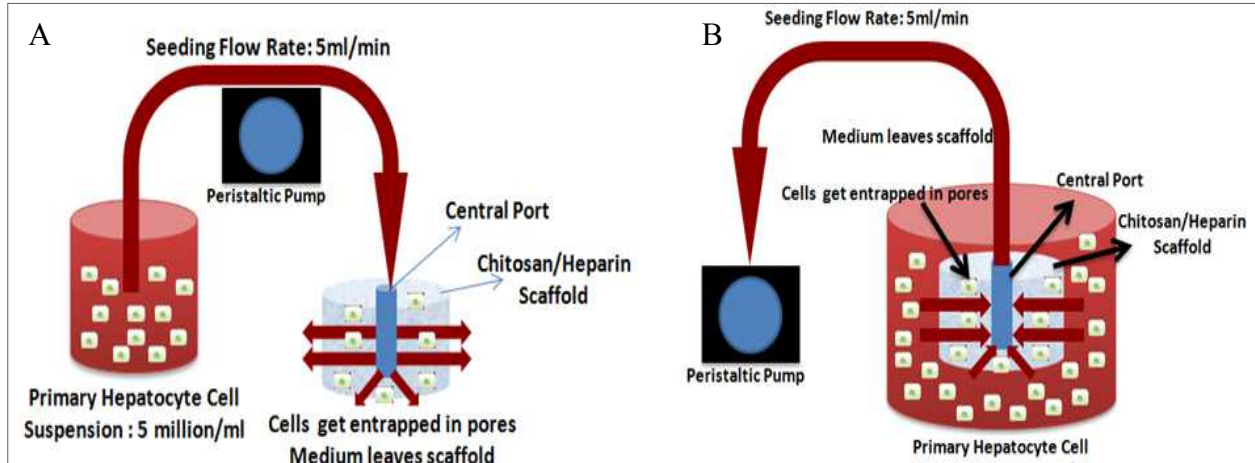 A
Seeding Flow Rate: 5ml/min
Peristaltic Pump
Central Port
Chitosan/Heparin
Scaffold
Primary Hepatocyte Cell
Suspension : 5 million/ml
Cells get entrapped in pores
Medium leaves scaffold
B
Seeding Flow Rate: 5ml/min
Medium leaves scaffold
Cells get entrapped in pores
Central Port
Chitosan/Heparin
Scaffold
Peristaltic Pump
Primary Hepatocyte Cell